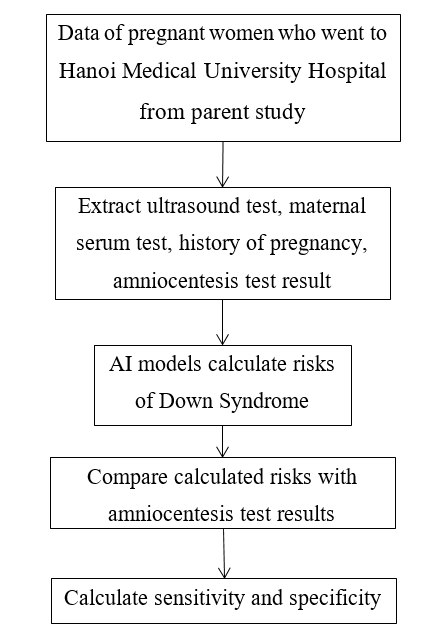 Data of pregnant women who went to
Hanoi Medical University Hospital
from parent study
Extract ultrasound test, maternal
serum test, history of pregnancy,
amniocentesis test result
AI models calculate risks
of Down Syndrome
Compare calculated risks with
amniocentesis test results
Calculate sensitivity and specificity